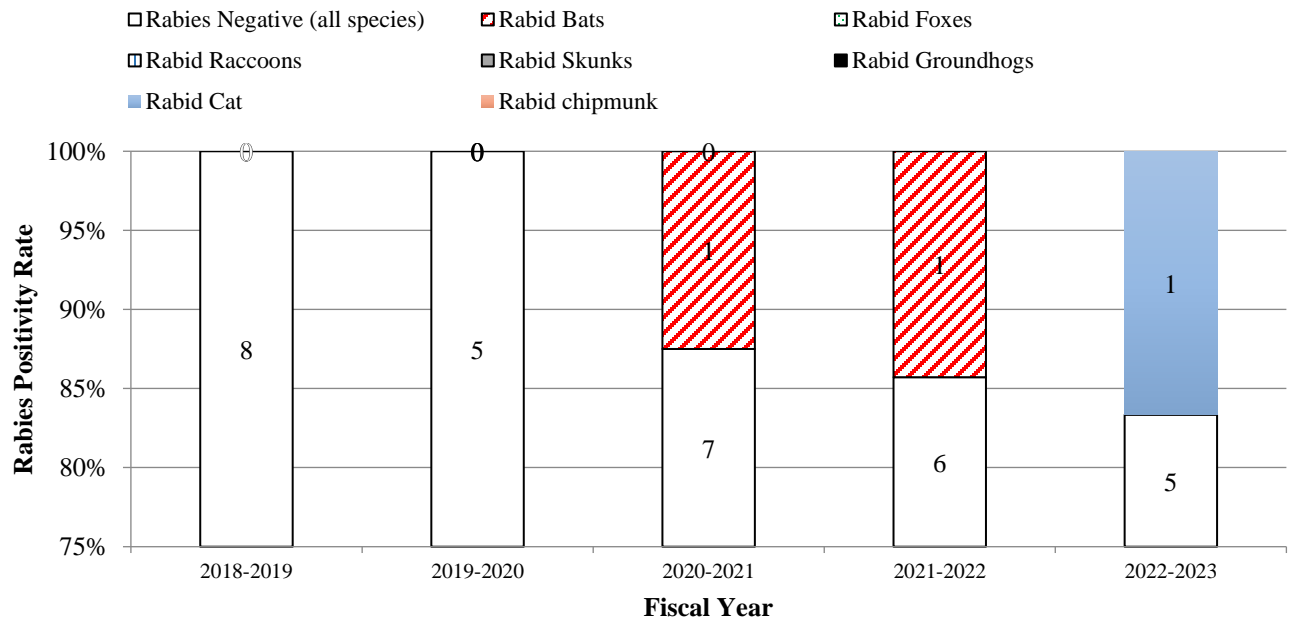 Rabies Negative (all species) Rabid Bats Rabid Foxes
Rabid Raccoons Rabid Skunks Rabid Groundhogs
Rabid Cat Rabid chipmunk
100% 0 0 0
95%
90% 1 1 1
85% 8 5
80% 7 6 5
75%
2018-2019 2019-2020 2020-2021 2021-2022 2022-2023
Rabies Positivity Rate
Fiscal Year